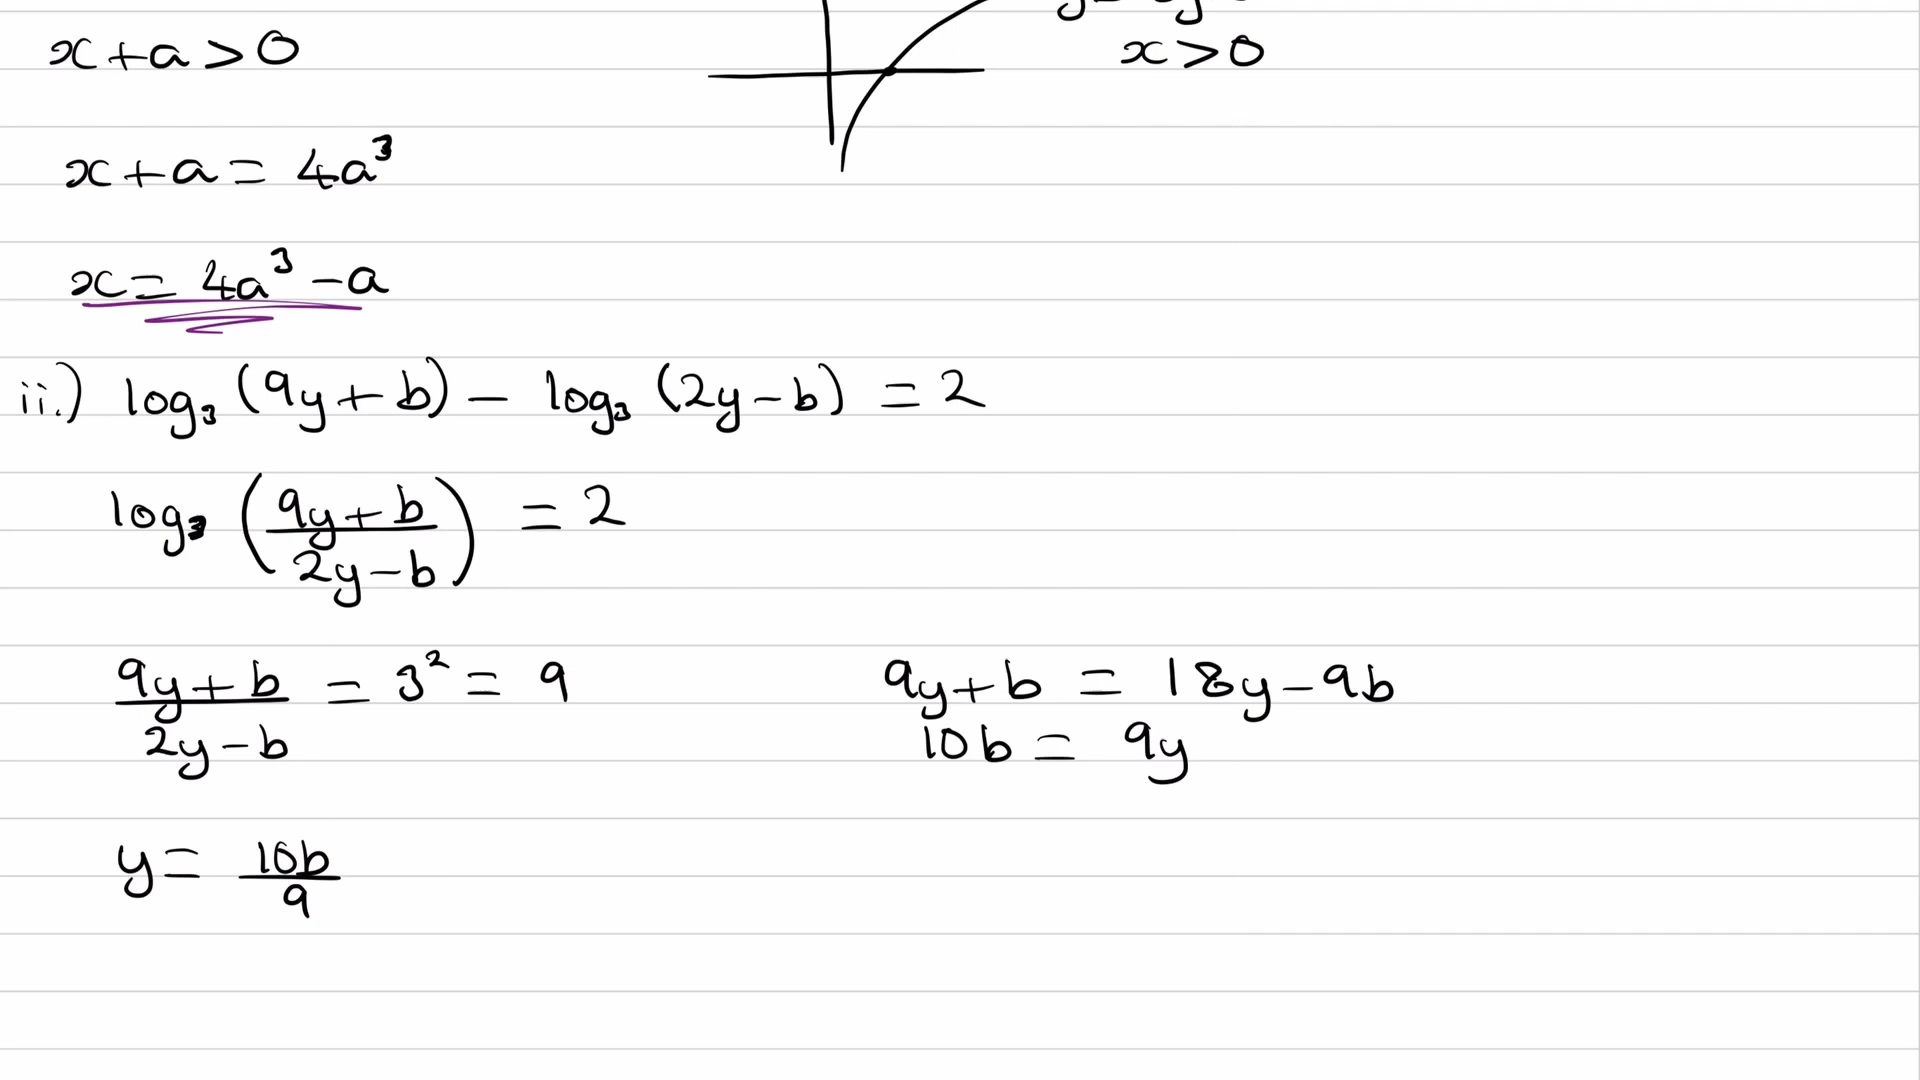 x + a > 0
x > 0
x + a = 4a³
x = 4a³ - a
ii.) log₃ (9y + b) - log₃ (2y - b) = 2
log₃ ((9y + b)/(2y - b)) = 2
(9y + b)/(2y - b) = 3² = 9
9y + b = 18y - 9b
10b = 9y
y = 10b/9